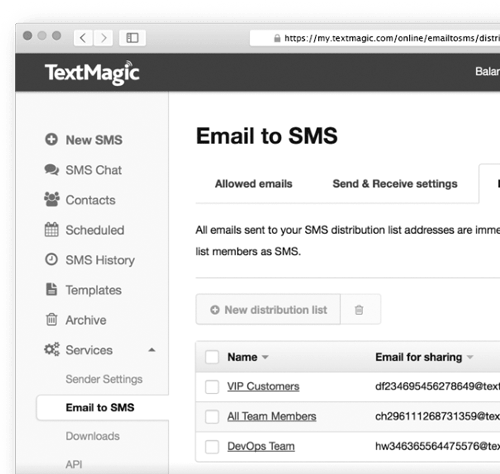 https://my.textmagic.com/online/emailtosms/distri
TextMagic
Balan
New SMS
SMS Chat
Contacts
Scheduled
SMS History
Templates
Archive
Services
Sender Settings
Email to SMS
Downloads
API
Email to SMS
Allowed emails Send & Receive settings
All emails sent to your SMS distribution list addresses are imme
list members as SMS.
New distribution list
Name Email for sharing
VIP Customers df234695456278649@text
All Team Members ch296111268731359@tex
DevOps Team hw346365564475576@tex